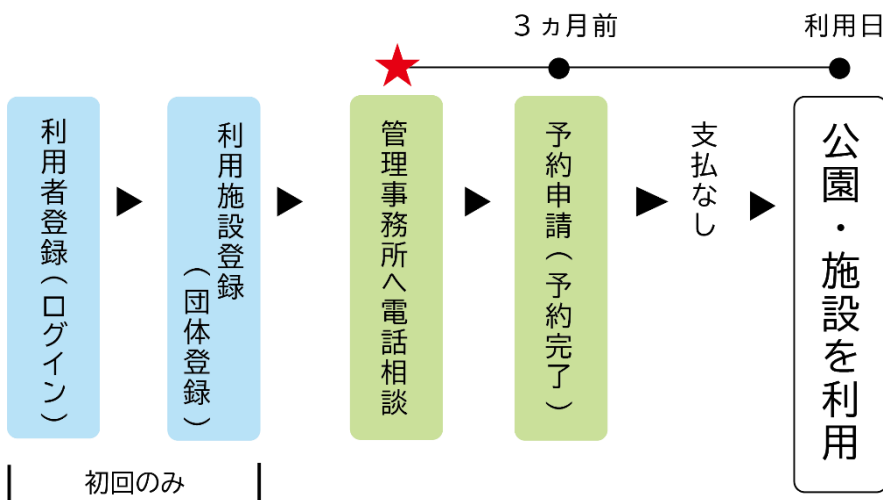 3ヵ月前
利用日
利用者登録(ログイン)
利用施設登録
(団体登録)
管理事務所へ電話相談
予約申請(予約完了)
支払なし
公園・施設を利用
初回のみ